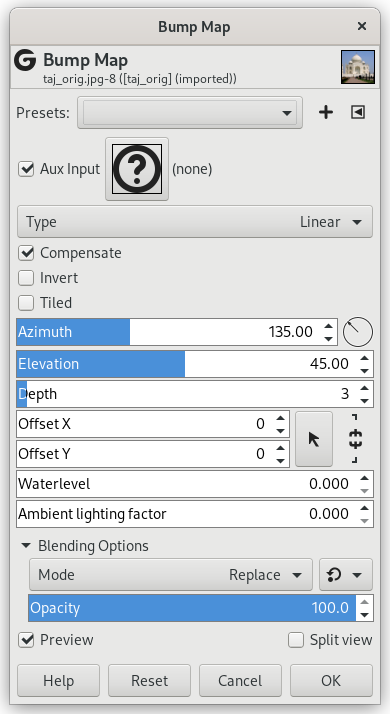 Bump Map
Bump Map
taj_orig.jpg-8 ([taj_orig] (imported))
Presets:
Aux Input (none)
Type Linear
Compensate
Invert
Tiled
Azimuth 135.00
Elevation 45.00
Depth 3
Offset X 0
Offset Y 0
Waterlevel 0.000
Ambient lighting factor 0.000
Blending Options
Mode Replace
Opacity 100.0
Preview Split view
Help Reset Cancel OK